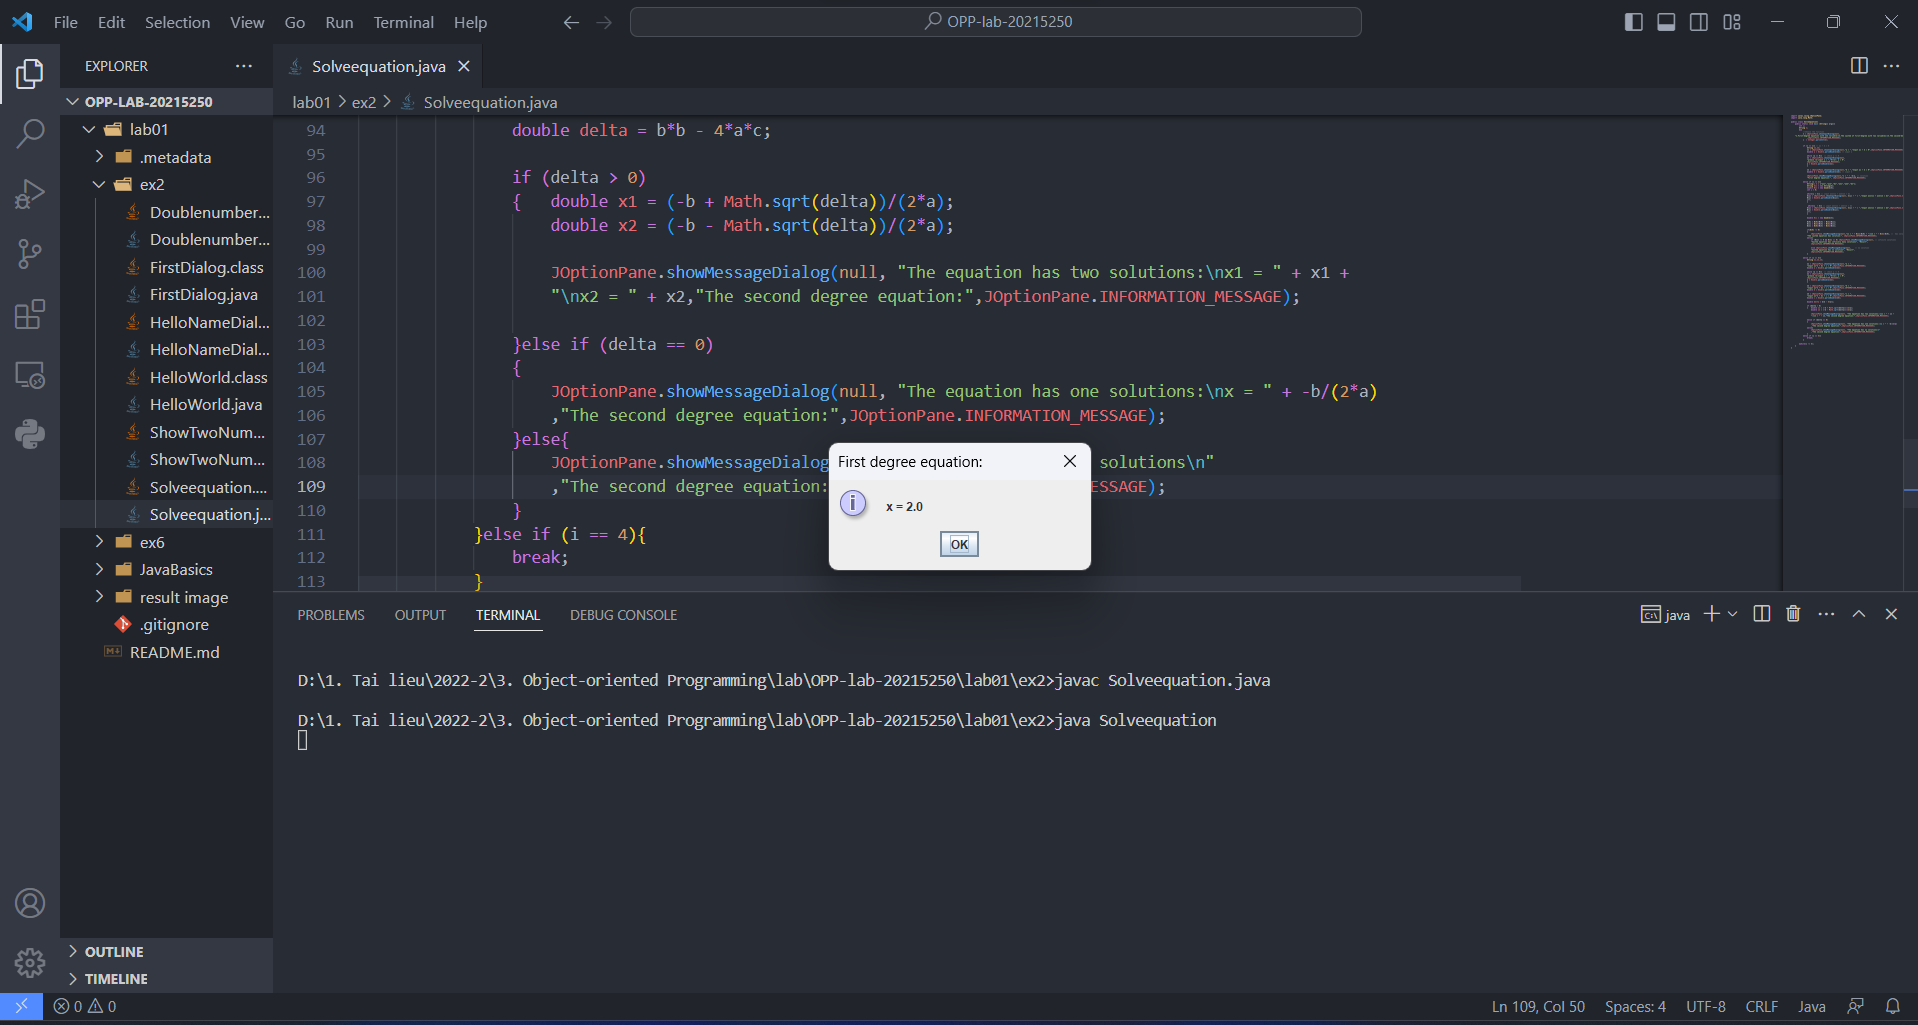 File Edit Selection View Go Run Terminal Help
OPP-lab-20215250
EXPLORER
OPP-LAB-20215250
lab01
.metadata
ex2
Doublenumber...
Doublenumber...
FirstDialog.class
FirstDialog.java
HelloNameDial...
HelloNameDial...
HelloWorld.class
HelloWorld.java
ShowTwoNum...
ShowTwoNum...
Solveequation....
Solveequation.j...
ex6
JavaBasics
result image
.gitignore
README.md
OUTLINE
TIMELINE
Solveequation.java
lab01 > ex2 > Solveequation.java
94 double delta = b*b - 4*a*c;
95
96 if (delta > 0)
97 { double x1 = (-b + Math.sqrt(delta))/(2*a);
98 double x2 = (-b - Math.sqrt(delta))/(2*a);
99
100 JOptionPane.showMessageDialog(null, "The equation has two solutions:\nx1 = " + x1 +
101 "\nx2 = " + x2,"The second degree equation:",JOptionPane.INFORMATION_MESSAGE);
102
103 }else if (delta == 0)
104 {
105 JOptionPane.showMessageDialog(null, "The equation has one solutions:\nx = " + -b/(2*a)
106 ,"The second degree equation:",JOptionPane.INFORMATION_MESSAGE);
107 }else{
108 JOptionPane.showMessageDialog solutions\n"
109 ,"The second degree equation: ESSAGE);
110 }
111 }else if (i == 4){
112 break;
113 }
First degree equation:
x = 2.0
OK
PROBLEMS OUTPUT TERMINAL DEBUG CONSOLE
java
D:\1. Tai lieu\2022-2\3. Object-oriented Programming\lab\OPP-lab-20215250\lab01\ex2>javac Solveequation.java
D:\1. Tai lieu\2022-2\3. Object-oriented Programming\lab\OPP-lab-20215250\lab01\ex2>java Solveequation
0 0
Ln 109, Col 50 Spaces: 4 UTF-8 CRLF Java